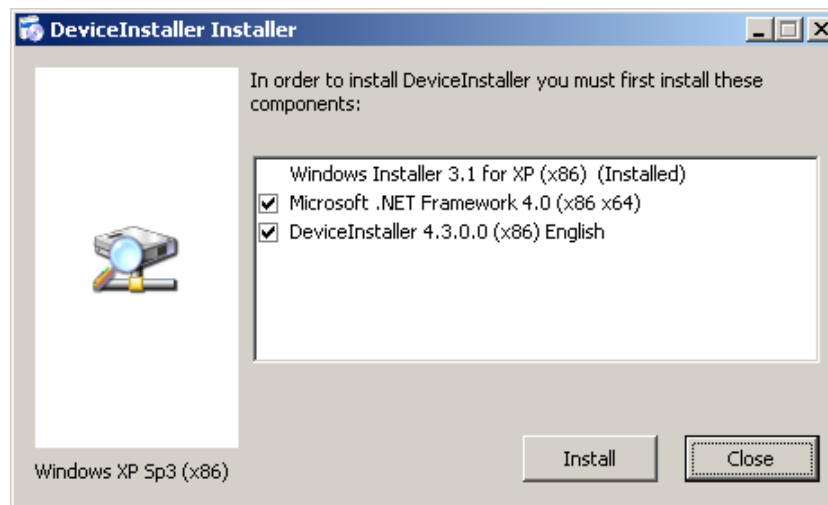 DeviceInstaller Installer
In order to install DeviceInstaller you must first install these
components:
Windows Installer 3.1 for XP (x86) (Installed)
Microsoft .NET Framework 4.0 (x86 x64)
DeviceInstaller 4.3.0.0 (x86) English
Windows XP Sp3 (x86)
Install
Close